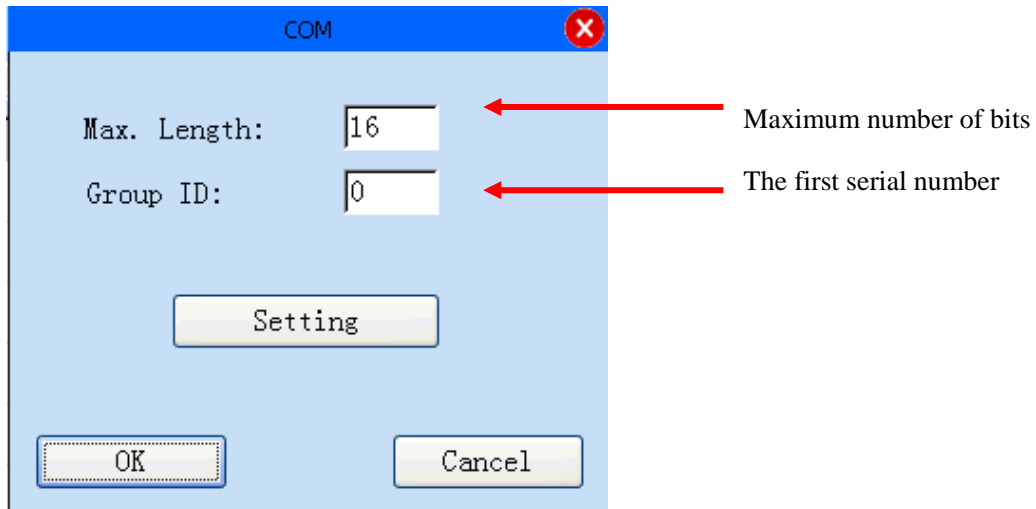 COM
Max. Length: 16
Maximum number of bits
Group ID: 0
The first serial number
Setting
OK Cancel